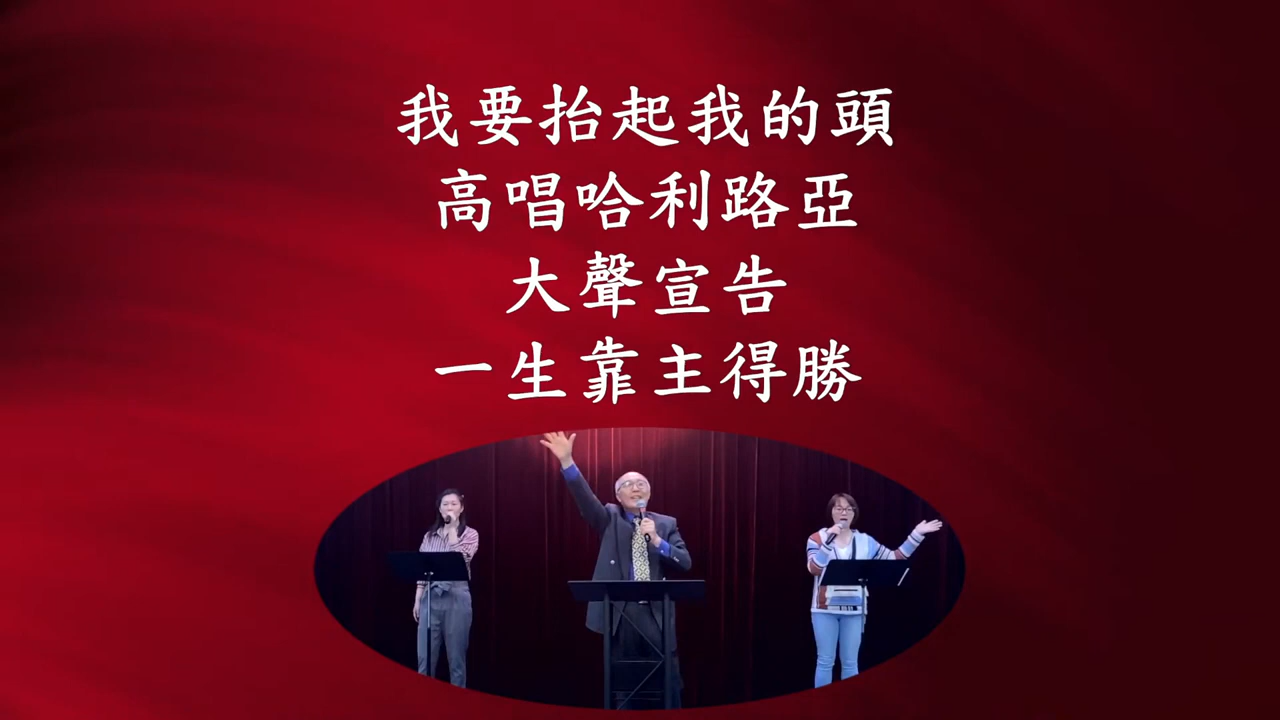 我要抬起我的頭
高唱哈利路亞
大聲宣告
一生靠主得勝